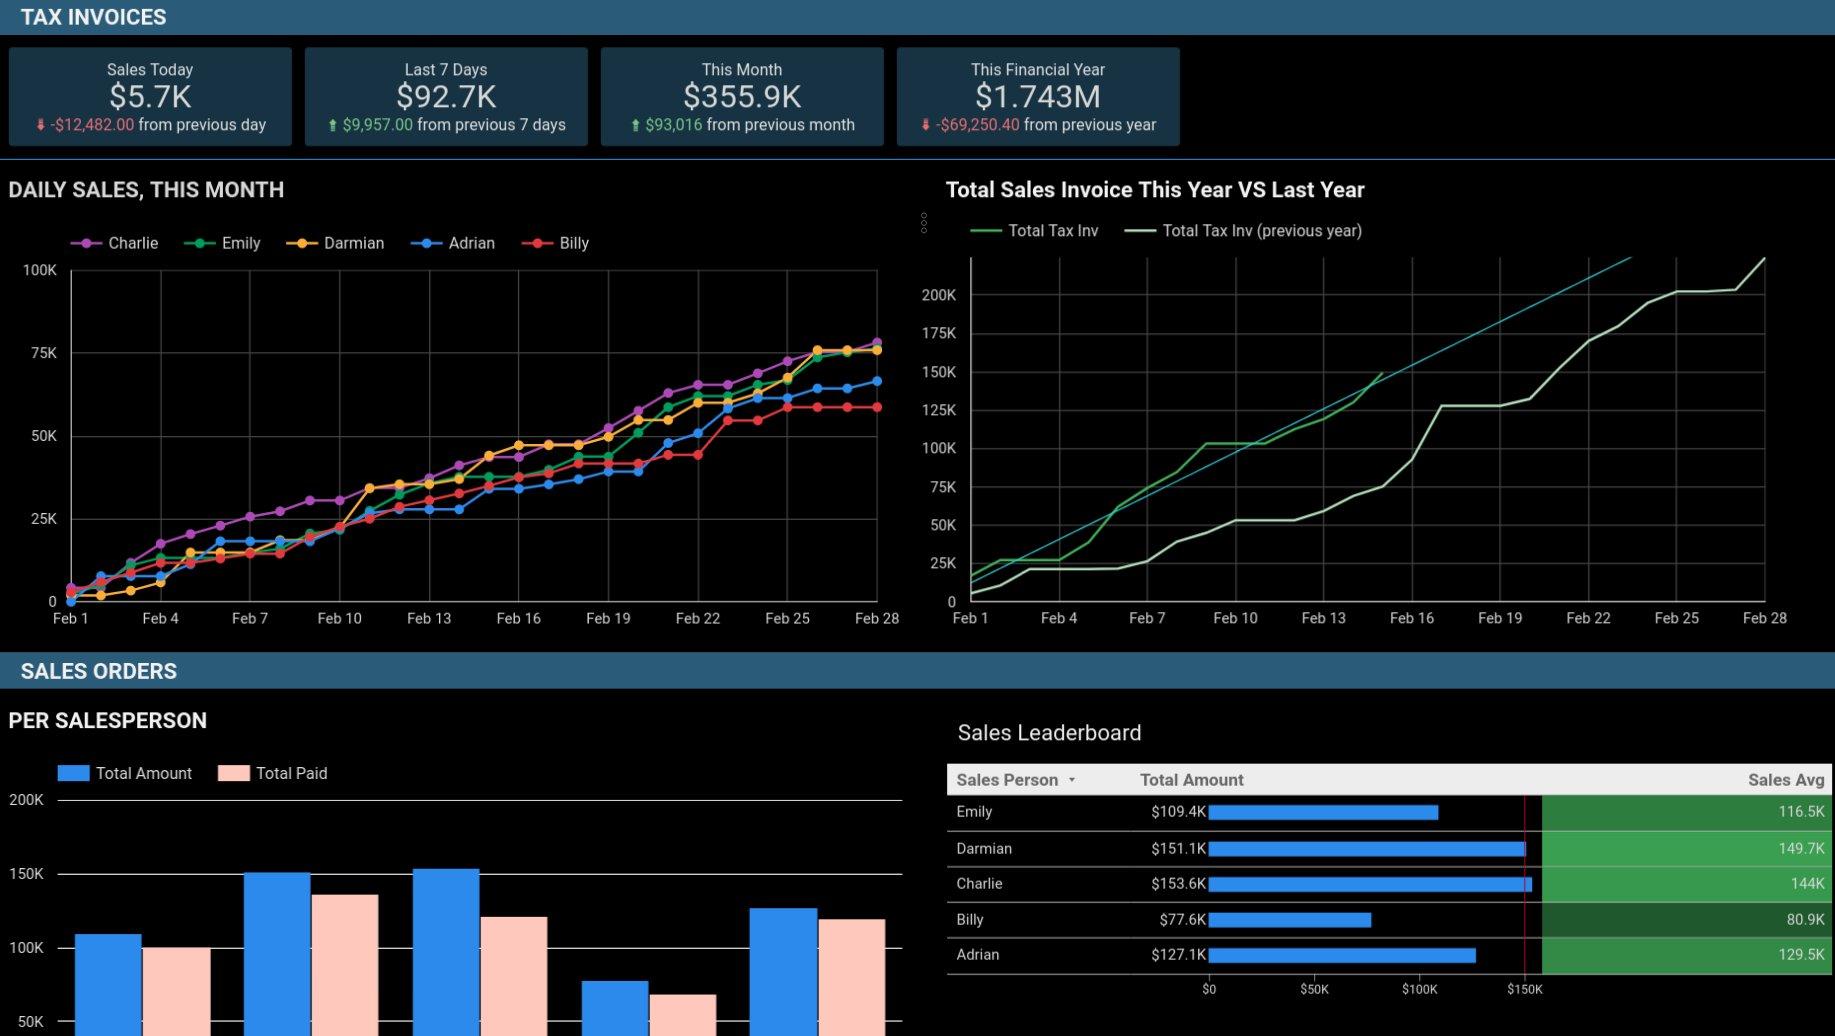 TAX INVOICES
Sales Today
$5.7K
-$12,482.00 from previous day
Last 7 Days
$92.7K
$9,957.00 from previous 7 days
This Month
$355.9K
$93,016 from previous month
This Financial Year
$1.743M
-$69,250.40 from previous year
DAILY SALES, THIS MONTH
Charlie Emily Darmian Adrian Billy
100K
75K
50K
25K
0
Feb 1 Feb 4 Feb 7 Feb 10 Feb 13 Feb 16 Feb 19 Feb 22 Feb 25 Feb 28
Total Sales Invoice This Year VS Last Year
Total Tax Inv Total Tax Inv (previous year)
200K
175K
150K
125K
100K
75K
50K
25K
0
Feb 1 Feb 4 Feb 7 Feb 10 Feb 13 Feb 16 Feb 19 Feb 22 Feb 25 Feb 28
SALES ORDERS
PER SALESPERSON
Total Amount Total Paid
200K
150K
100K
50K
Sales Leaderboard
Sales Person Total Amount Sales Avg
Emily $109.4K 116.5K
Darmian $151.1K 149.7K
Charlie $153.6K 144K
Billy $77.6K 80.9K
Adrian $127.1K 129.5K
$0 $50K $100K $150K